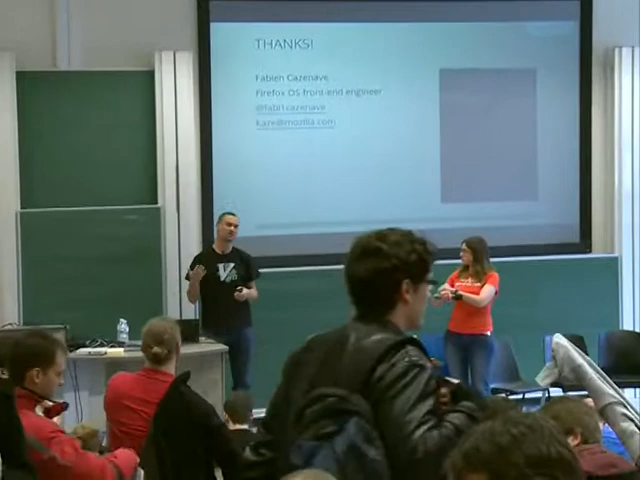 THANKS!
Fabien Cazenave
Firefox OS front-end engineer
@fabi1cazenave
kaze@mozilla.com